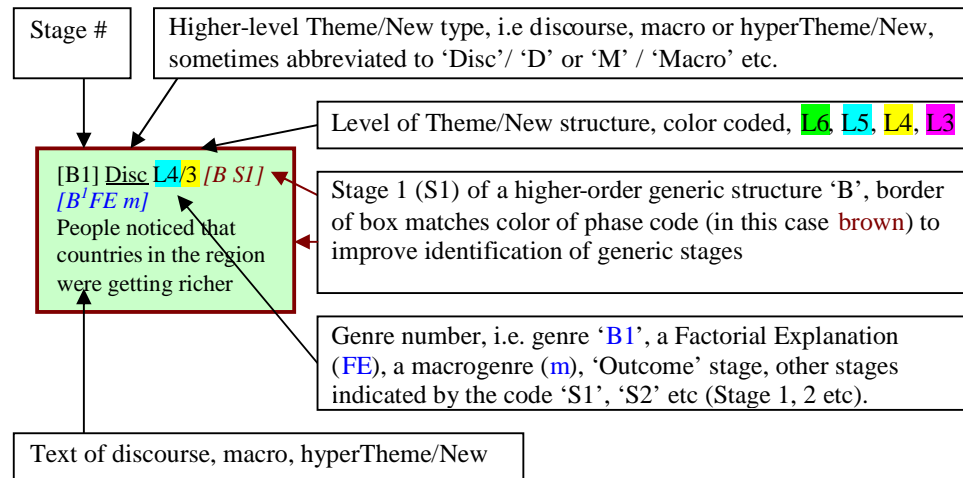 Stage #
Higher-level Theme/New type, i.e discourse, macro or hyperTheme/New,
sometimes abbreviated to ‘Disc’/ ‘D’ or ‘M’ / ‘Macro’ etc.
Level of Theme/New structure, color coded, L6, L5, L4, L3
[B1] Disc L4/3 [B S1]
[B¹FE m]
People noticed that
countries in the region
were getting richer
Stage 1 (S1) of a higher-order generic structure ‘B’, border
of box matches color of phase code (in this case brown) to
improve identification of generic stages
Genre number, i.e. genre ‘B1’, a Factorial Explanation
(FE), a macrogenre (m), ‘Outcome’ stage, other stages
indicated by the code ‘S1’, ‘S2’ etc (Stage 1, 2 etc).
Text of discourse, macro, hyperTheme/New